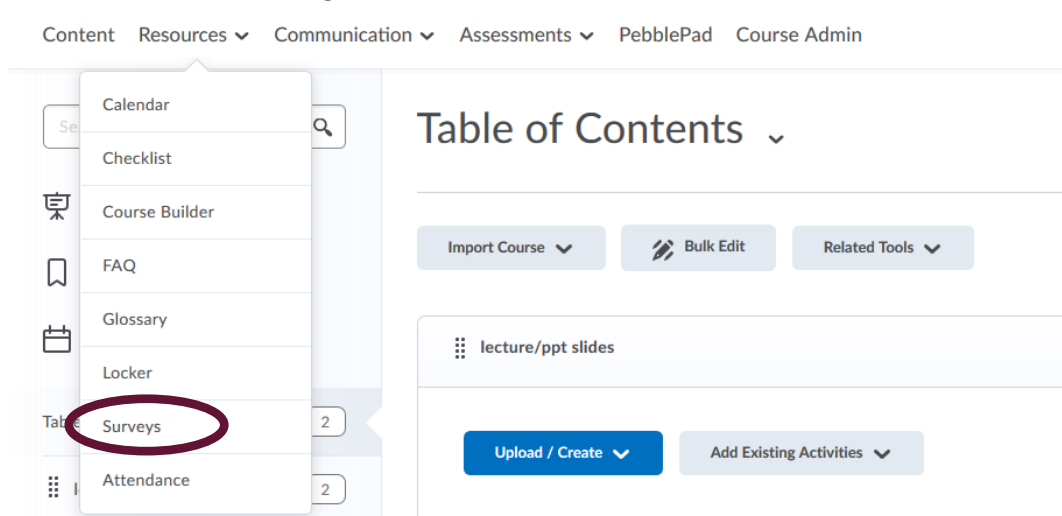 Content Resources Communication Assessments PebblePad Course Admin
Calendar
Checklist
Course Builder
FAQ
Glossary
Locker
Surveys
Attendance
2
2
Table of Contents
Import Course Bulk Edit Related Tools
lecture/ppt slides
Upload / Create Add Existing Activities